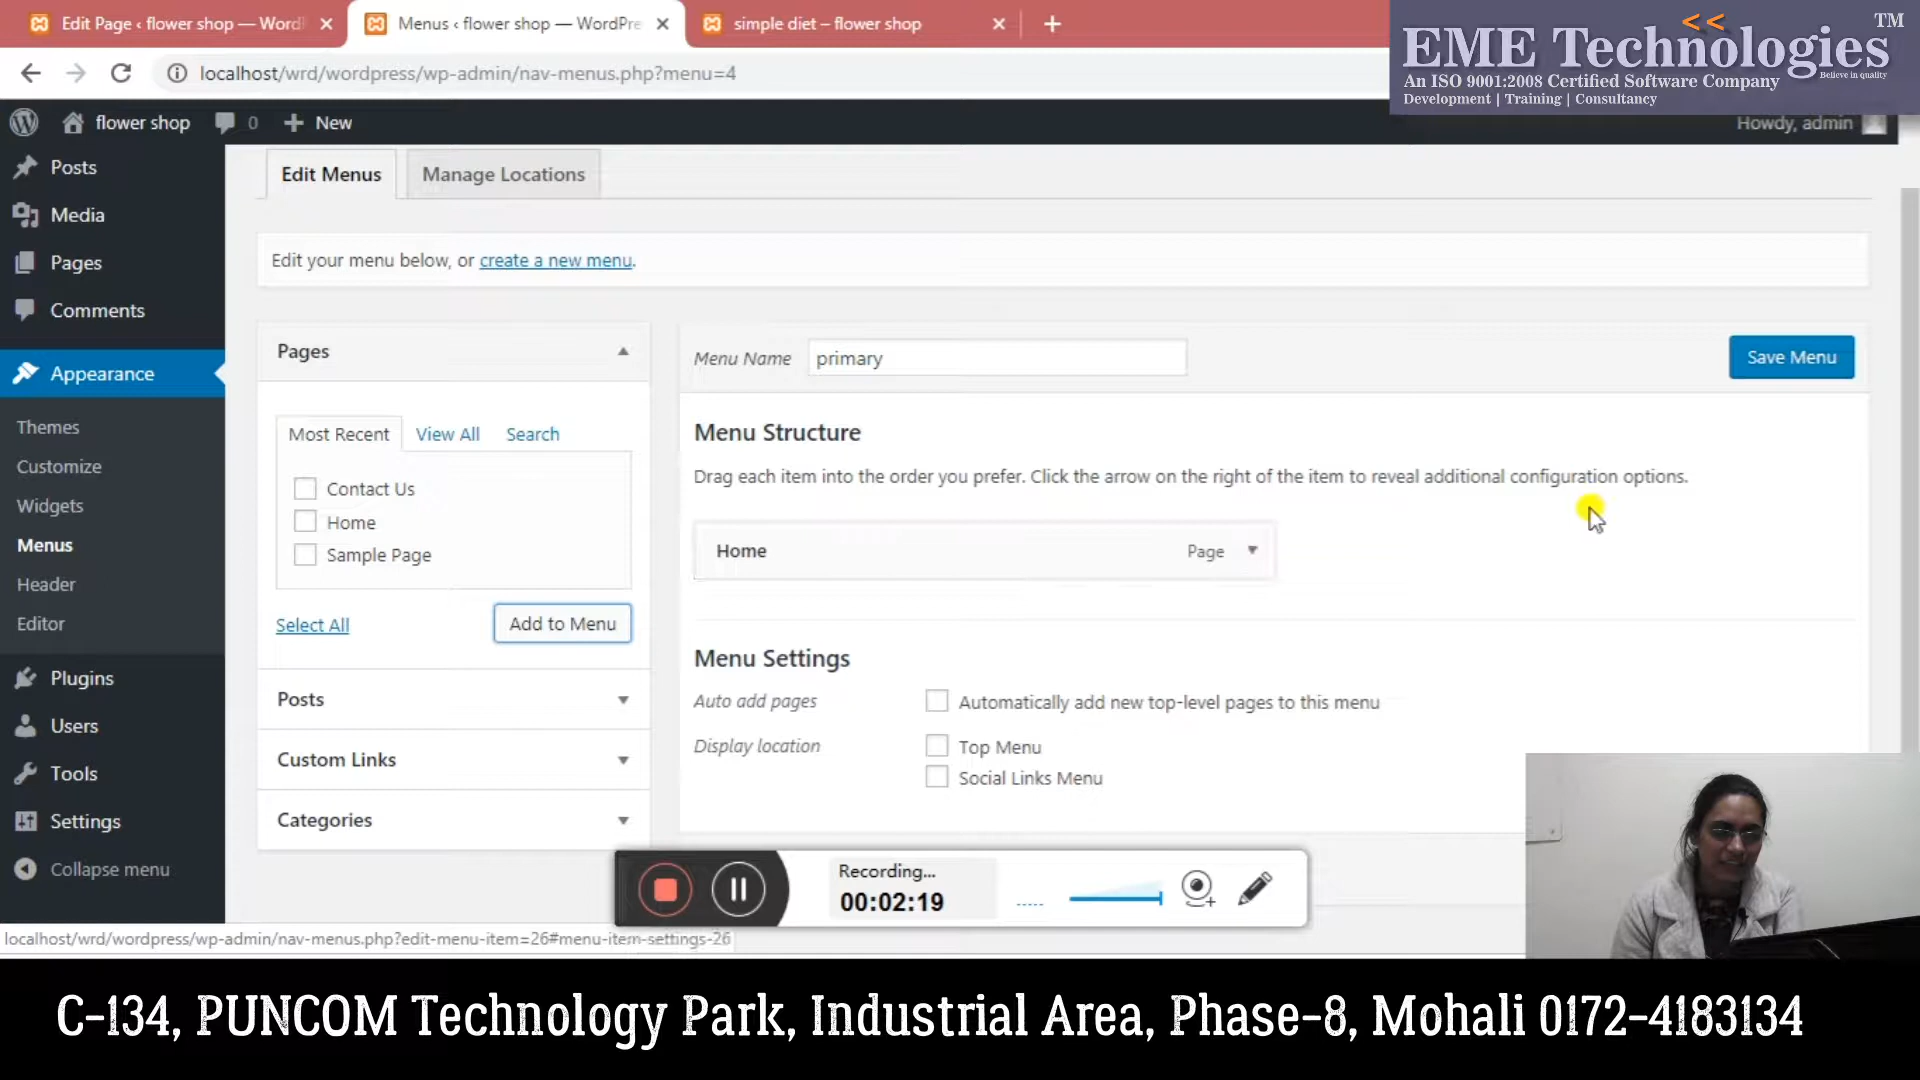 Edit Page ‹ flower shop — Word
Menus ‹ flower shop — WordPre
simple diet – flower shop
<<
TM
EME Technologies
Believe in quality
An ISO 9001:2008 Certified Software Company
Development | Training | Consultancy
localhost/wrd/wordpress/wp-admin/nav-menus.php?menu=4
flower shop
0
New
Howdy, admin
Posts
Media
Pages
Comments
Appearance
Themes
Customize
Widgets
Menus
Header
Editor
Plugins
Users
Tools
Settings
Collapse menu
Edit Menus
Manage Locations
Edit your menu below, or create a new menu.
Pages
Most Recent
View All
Search
Contact Us
Home
Sample Page
Select All
Add to Menu
Posts
Custom Links
Categories
Menu Name
primary
Save Menu
Menu Structure
Drag each item into the order you prefer. Click the arrow on the right of the item to reveal additional configuration options.
Home
Page
Menu Settings
Auto add pages
Automatically add new top-level pages to this menu
Display location
Top Menu
Social Links Menu
Recording...
00:02:19
localhost/wrd/wordpress/wp-admin/nav-menus.php?edit-menu-item=26#menu-item-settings-26
C-134, PUNCOM Technology Park, Industrial Area, Phase-8, Mohali 0172-4183134